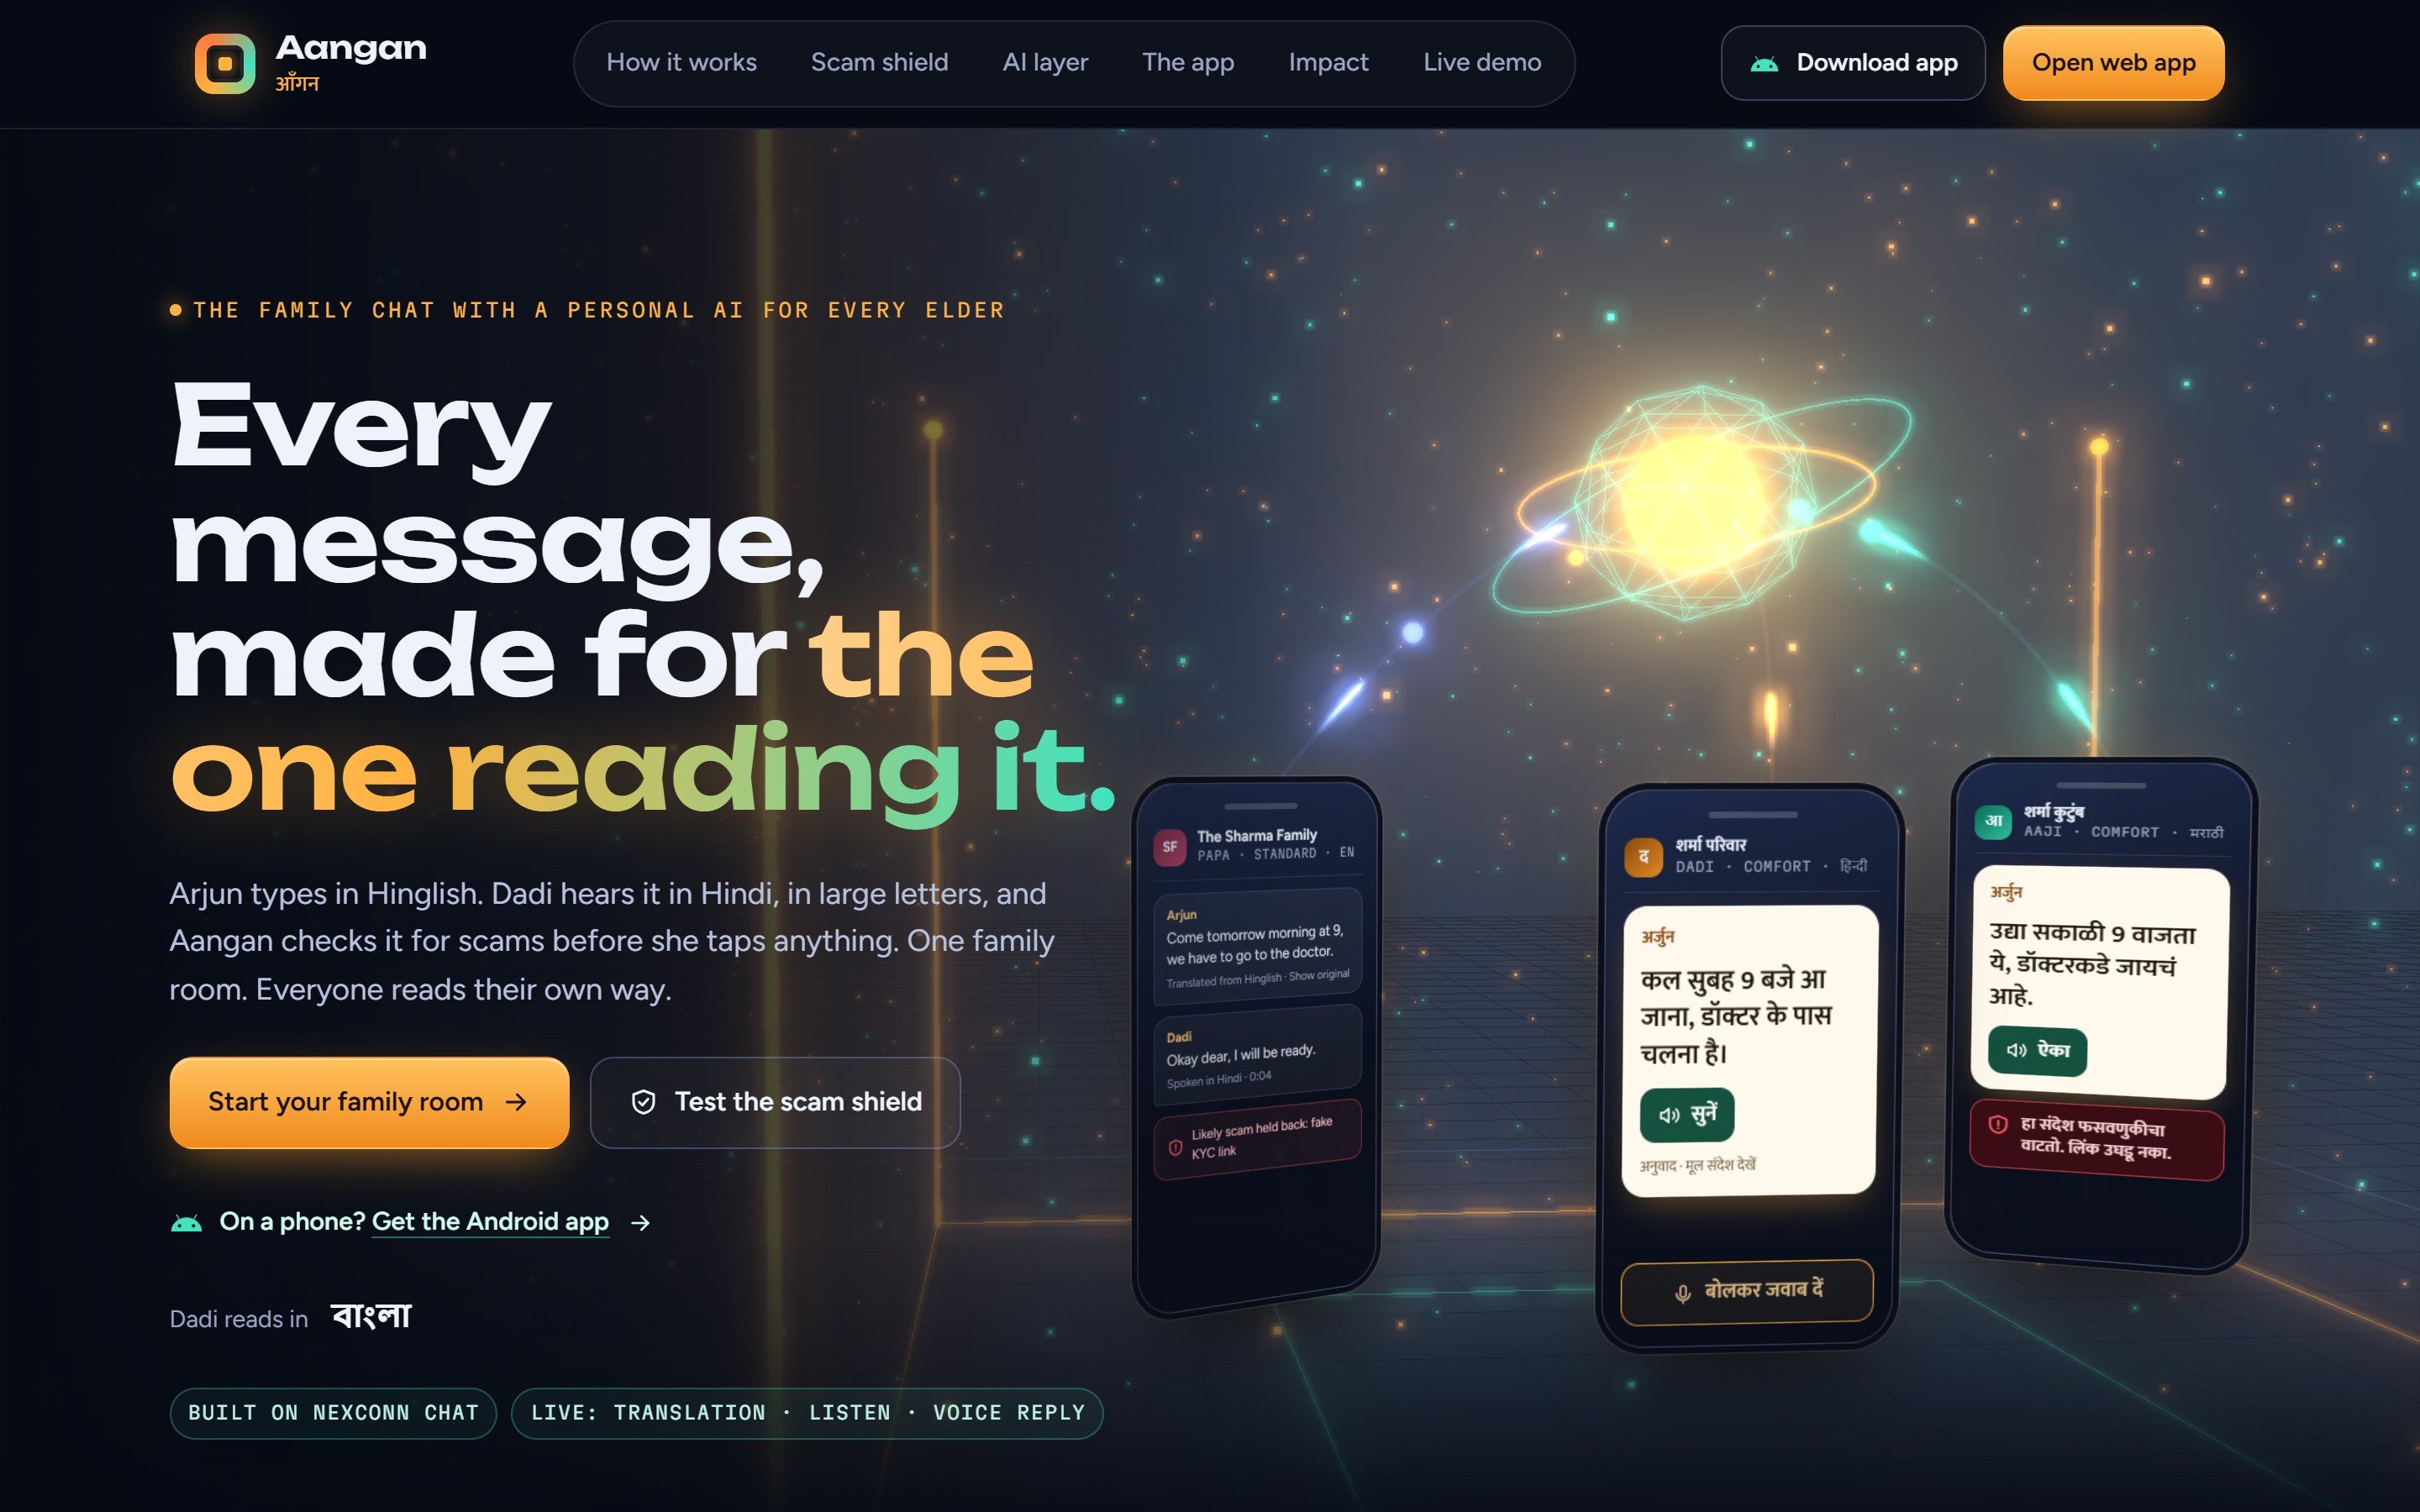 Aangan
आँगन
How it works
Scam shield
AI layer
The app
Impact
Live demo
Download app
Open web app
THE FAMILY CHAT WITH A PERSONAL AI FOR EVERY ELDER
Every
message,
made for the
one reading it.
Arjun types in Hinglish. Dadi hears it in Hindi, in large letters, and
Aangan checks it for scams before she taps anything. One family
room. Everyone reads their own way.
Start your family room
Test the scam shield
On a phone? Get the Android app
Dadi reads in বাংলা
BUILT ON NEXCONN CHAT
LIVE: TRANSLATION · LISTEN · VOICE REPLY
SF
The Sharma Family
PAPA · STANDARD · EN
Arjun
Come tomorrow morning at 9,
we have to go to the doctor.
Translated from Hinglish · Show original
Dadi
Okay dear, I will be ready.
Spoken in Hindi · 0:04
Likely scam held back: fake
KYC link
द
शर्मा परिवार
DADI · COMFORT · हिन्दी
अर्जुन
कल सुबह 9 बजे आ
जाना, डॉक्टर के पास
चलना है।
सुनें
अनुवाद · मूल संदेश देखें
बोलकर जवाब दें
आ
शर्मा कुटुंब
AAJI · COMFORT · मराठी
अर्जुन
उद्या सकाळी 9 वाजता
ये, डॉक्टरकडे जायचं
आहे.
ऐका
हा संदेश फसवणुकीचा
वाटतो. लिंक उघडू नका.